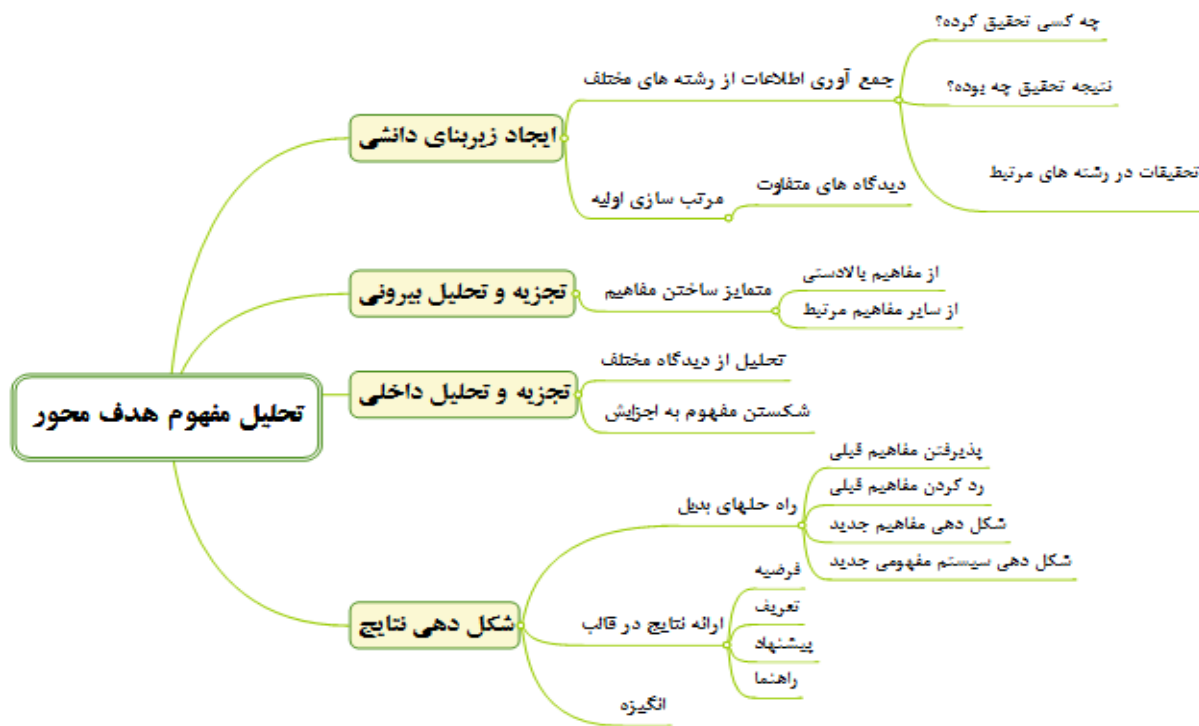 تحلیل مفهوم هدف محور
ایجاد زیربنای دانشی
جمع آوری اطلاعات از رشته های مختلف
چه کسی تحقیق کرده؟
نتیجه تحقیق چه بوده؟
تحقیقات در رشته های مرتبط
مرتب سازی اولیه
دیدگاه های متفاوت
تجزیه و تحلیل بیرونی
متمایز ساختن مفاهیم
از مفاهیم بالادستی
از سایر مفاهیم مرتبط
تجزیه و تحلیل داخلی
تحلیل از دیدگاه مختلف
شکستن مفهوم به اجزایش
شکل دهی نتایج
راه حلهای بدیل
پذیرفتن مفاهیم قبلی
رد کردن مفاهیم قبلی
شکل دهی مفاهیم جدید
شکل دهی سیستم مفهومی جدید
ارائه نتایج در قالب
فرضیه
تعریف
پیشنهاد
راهنما
انگیزه